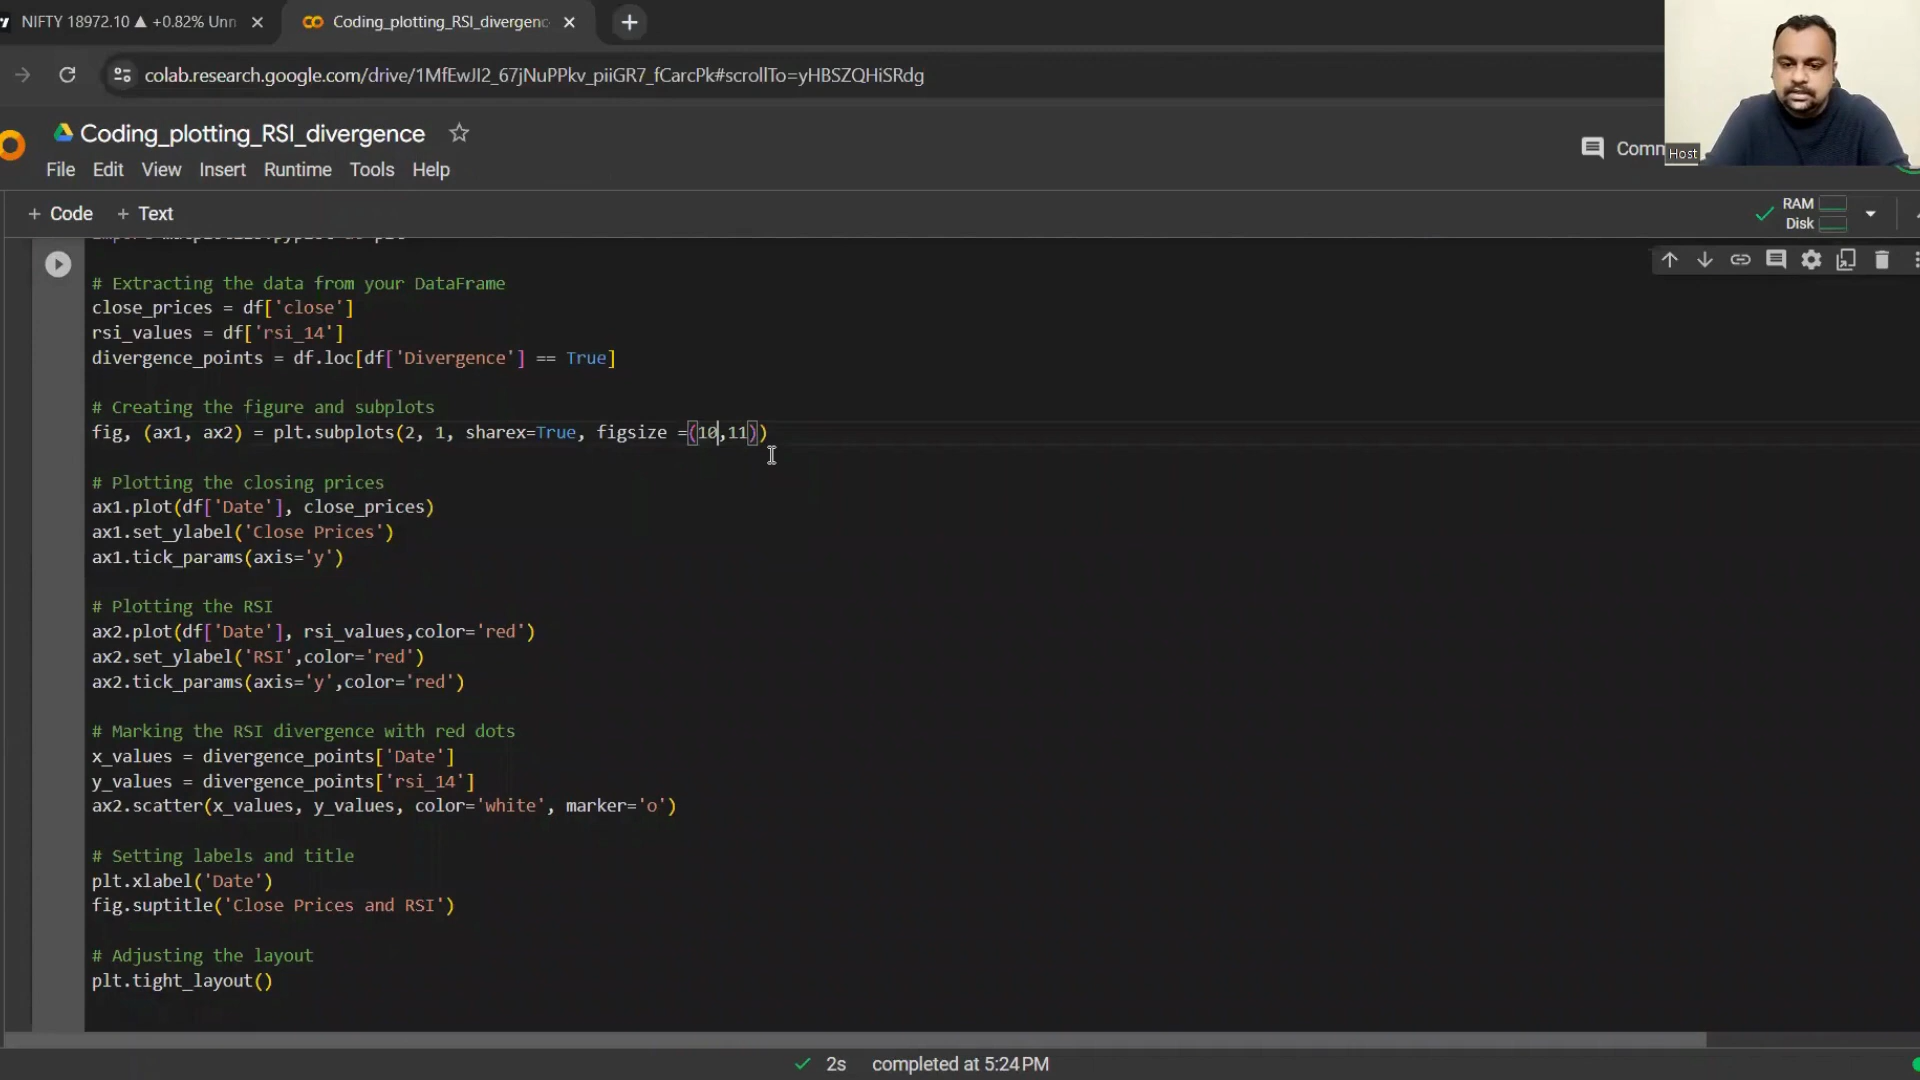 NIFTY 18972.10 ▲ +0.82% Unn
Coding_plotting_RSI_divergenc
colab.research.google.com/drive/1MfEwJI2_67jNuPPkv_piiGR7_fCarcPk#scrollTo=yHBSZQHiSRdg
Coding_plotting_RSI_divergence
Comm
Host
File Edit View Insert Runtime Tools Help
+ Code + Text
RAM
Disk
import matplotlib.pyplot as plt
# Extracting the data from your DataFrame
close_prices = df['close']
rsi_values = df['rsi_14']
divergence_points = df.loc[df['Divergence'] == True]
# Creating the figure and subplots
fig, (ax1, ax2) = plt.subplots(2, 1, sharex=True, figsize =(10,11))
# Plotting the closing prices
ax1.plot(df['Date'], close_prices)
ax1.set_ylabel('Close Prices')
ax1.tick_params(axis='y')
# Plotting the RSI
ax2.plot(df['Date'], rsi_values,color='red')
ax2.set_ylabel('RSI',color='red')
ax2.tick_params(axis='y',color='red')
# Marking the RSI divergence with red dots
x_values = divergence_points['Date']
y_values = divergence_points['rsi_14']
ax2.scatter(x_values, y_values, color='white', marker='o')
# Setting labels and title
plt.xlabel('Date')
fig.suptitle('Close Prices and RSI')
# Adjusting the layout
plt.tight_layout()
2s completed at 5:24 PM